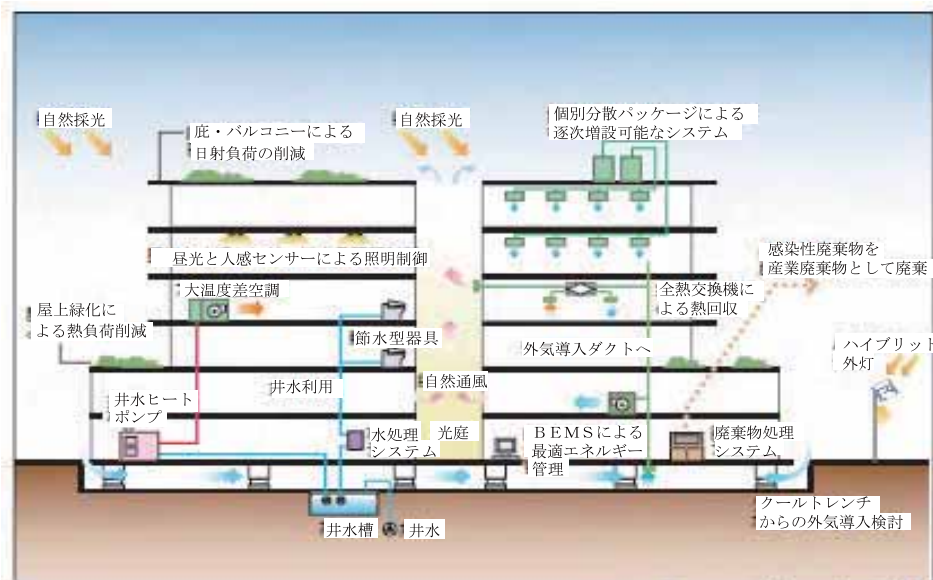 自然採光
庇・バルコニーによる
日射負荷の削減
自然採光
個別分散パッケージによる
逐次増設可能なシステム
昼光と人感センサーによる照明制御
感染性廃棄物を
産業廃棄物として廃棄
大温度差空調
全熱交換機に
よる熱回収
屋上緑化に
よる熱負荷削減
節水型器具
外気導入ダクトへ
ハイブリット
外灯
井水利用
自然通風
井水ヒート
ポンプ
水処理
システム
光庭
BEMSによる
最適エネルギー
管理
廃棄物処理
システム
井水槽
井水
クールトレンチ
からの外気導入検討